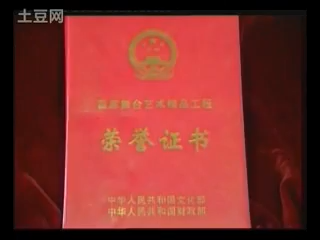 土豆网
国家舞台艺术精品工程
荣誉证书
中华人民共和国文化部
中华人民共和国财政部